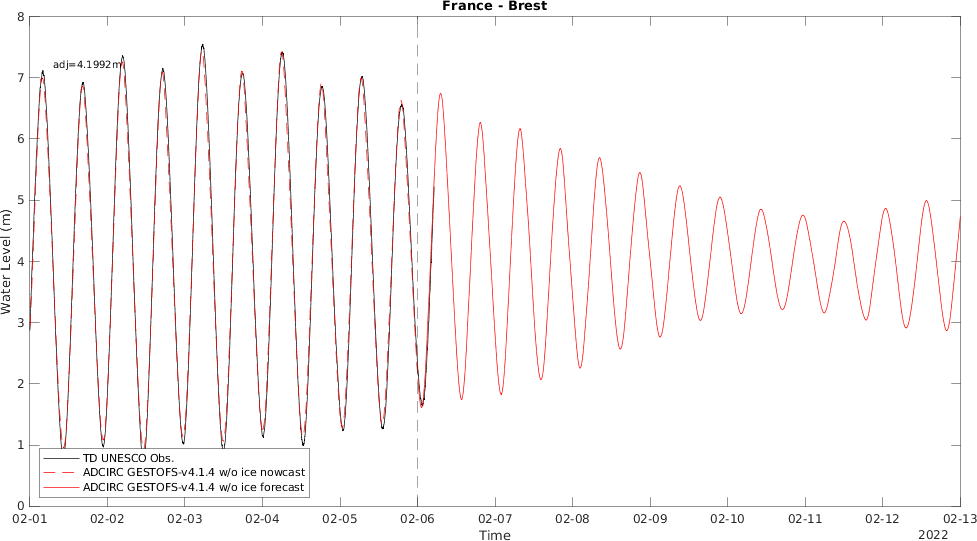 France - Brest
8
7
6
5
4
3
2
1
0
Water Level (m)
adj=4.1992m
TD UNESCO Obs.
ADCIRC GESTOFS-v4.1.4 w/o ice nowcast
ADCIRC GESTOFS-v4.1.4 w/o ice forecast
02-01 02-02 02-03 02-04 02-05 02-06 02-07 02-08 02-09 02-10 02-11 02-12 02-13
Time
2022